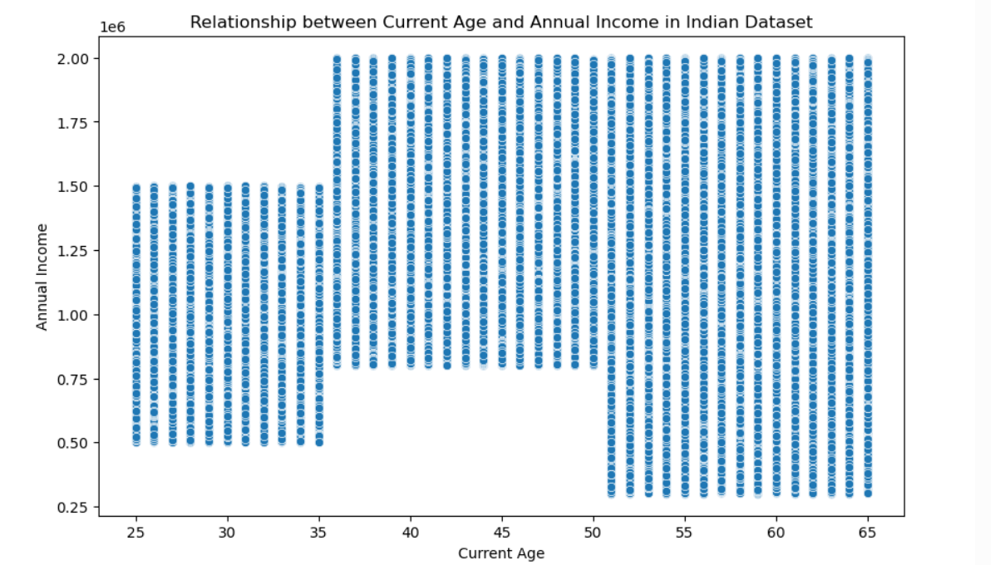 Relationship between Current Age and Annual Income in Indian Dataset
1e6
2.00
1.75
1.50
1.25
1.00
0.75
0.50
0.25
Annual Income
25 30 35 40 45 50 55 60 65
Current Age